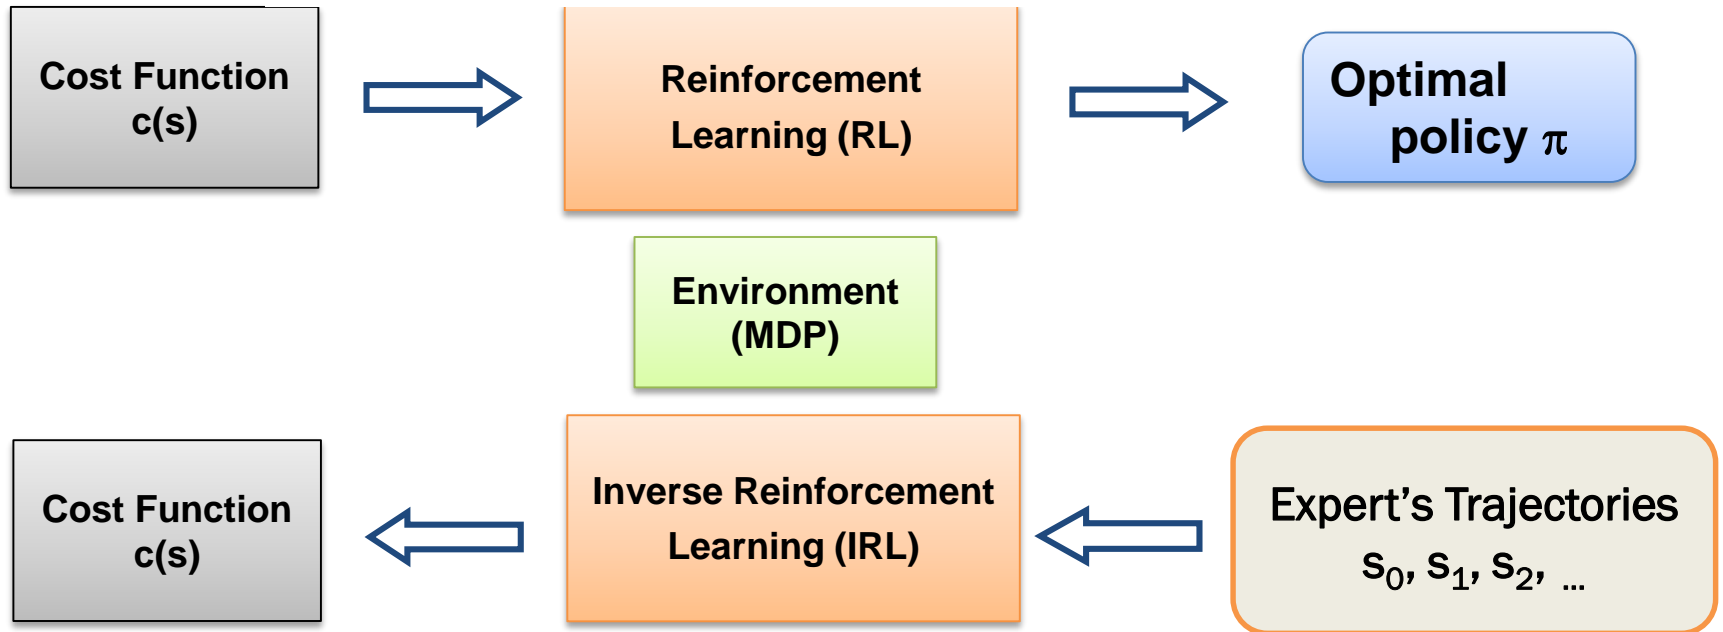 Cost Function
c(s)
Reinforcement
Learning (RL)
Optimal
policy π
Environment
(MDP)
Cost Function
c(s)
Inverse Reinforcement
Learning (IRL)
Expert’s Trajectories
s₀, s₁, s₂, ...